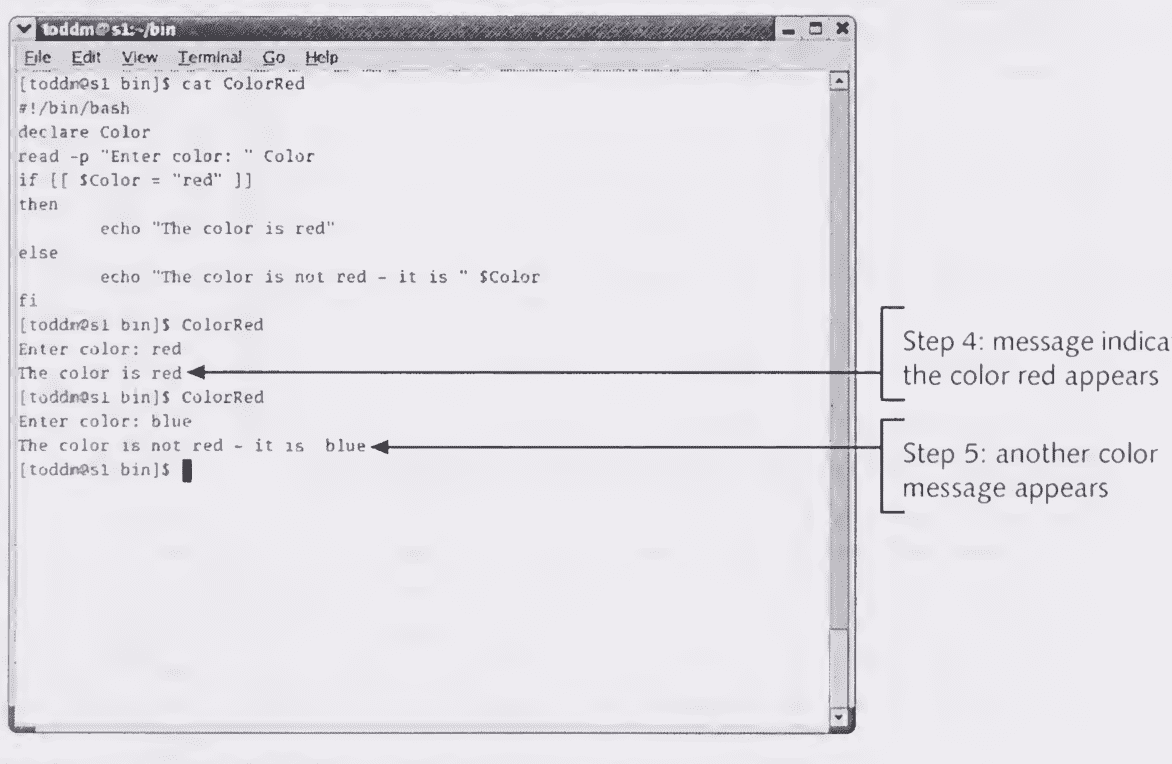 toddm@s1:~/bin
File Edit View Terminal Go Help
[toddm@s1 bin]$ cat ColorRed
#!/bin/bash
declare Color
read -p "Enter color: " Color
if [[ $Color = "red" ]]
then
echo "The color is red"
else
echo "The color is not red - it is " $Color
fi
[toddm@s1 bin]$ ColorRed
Enter color: red
The color is red
[toddm@s1 bin]$ ColorRed
Enter color: blue
The color is not red - it is  blue
[toddm@s1 bin]$
Step 4: message indica
the color red appears
Step 5: another color
message appears